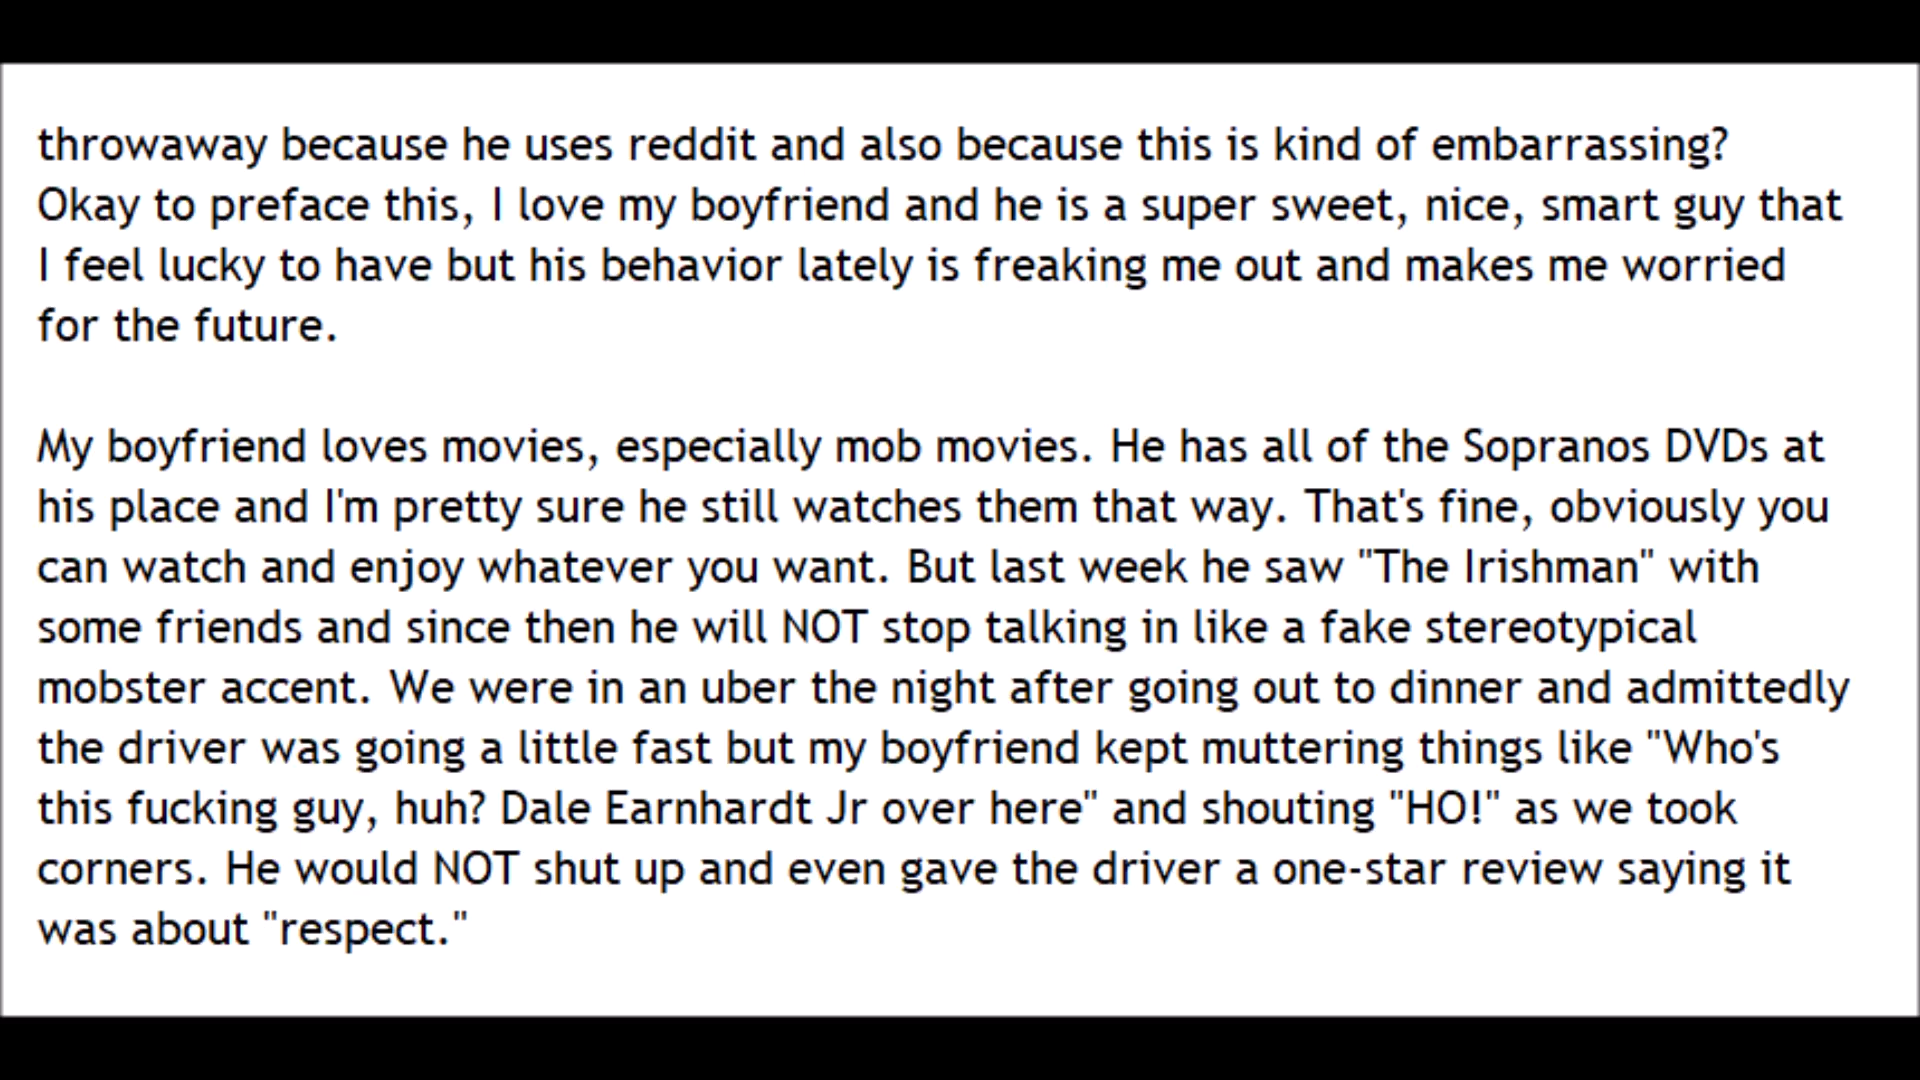 throwaway because he uses reddit and also because this is kind of embarrassing?
Okay to preface this, I love my boyfriend and he is a super sweet, nice, smart guy that
I feel lucky to have but his behavior lately is freaking me out and makes me worried
for the future.
My boyfriend loves movies, especially mob movies. He has all of the Sopranos DVDs at
his place and I'm pretty sure he still watches them that way. That's fine, obviously you
can watch and enjoy whatever you want. But last week he saw "The Irishman" with
some friends and since then he will NOT stop talking in like a fake stereotypical
mobster accent. We were in an uber the night after going out to dinner and admittedly
the driver was going a little fast but my boyfriend kept muttering things like "Who's
this fucking guy, huh? Dale Earnhardt Jr over here" and shouting "HO!" as we took
corners. He would NOT shut up and even gave the driver a one-star review saying it
was about "respect."